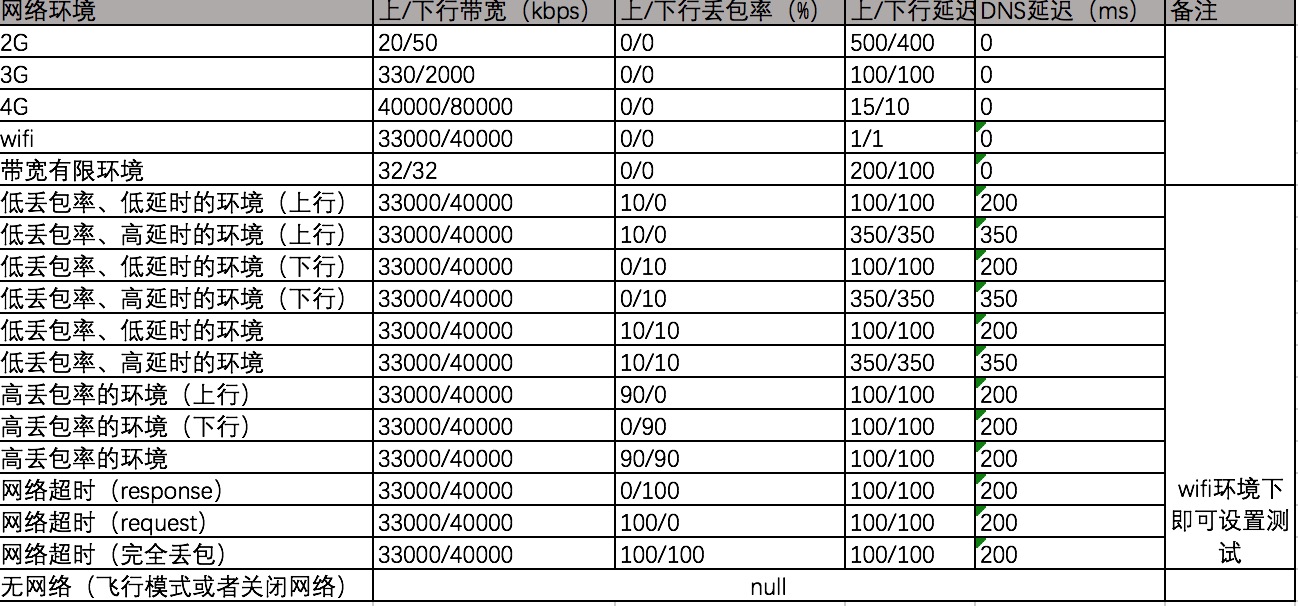 网络环境 上/下行带宽（kbps） 上/下行丢包率（%） 上/下行延迟 DNS延迟（ms） 备注
2G 20/50 0/0 500/400 0
3G 330/2000 0/0 100/100 0
4G 40000/80000 0/0 15/10 0
wifi 33000/40000 0/0 1/1 0
带宽有限环境 32/32 0/0 200/100 0
低丢包率、低延时的环境（上行） 33000/40000 10/0 100/100 200
低丢包率、高延时的环境（上行） 33000/40000 10/0 350/350 350
低丢包率、低延时的环境（下行） 33000/40000 0/10 100/100 200
低丢包率、高延时的环境（下行） 33000/40000 0/10 350/350 350
低丢包率、低延时的环境 33000/40000 10/10 100/100 200
低丢包率、高延时的环境 33000/40000 10/10 350/350 350
高丢包率的环境（上行） 33000/40000 90/0 100/100 200
高丢包率的环境（下行） 33000/40000 0/90 100/100 200
高丢包率的环境 33000/40000 90/90 100/100 200
网络超时（response） 33000/40000 0/100 100/100 200 wifi环境下
网络超时（request） 33000/40000 100/0 100/100 200 即可设置测
网络超时（完全丢包） 33000/40000 100/100 100/100 200 试
无网络（飞行模式或者关闭网络） null